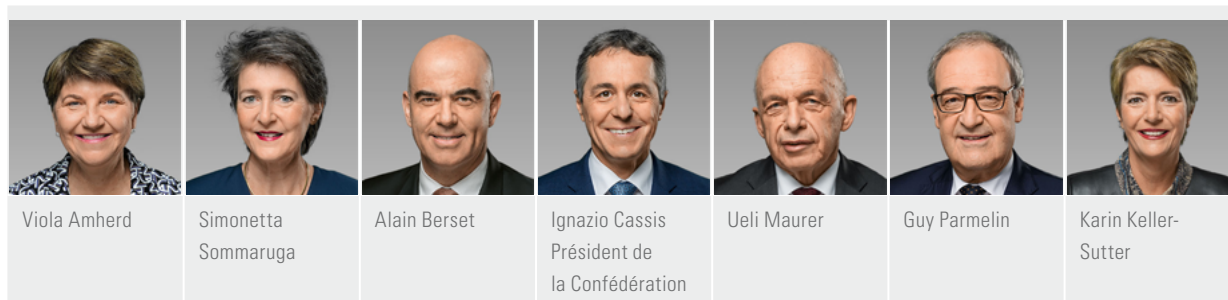 Viola Amherd
Simonetta
Sommaruga
Alain Berset
Ignazio Cassis
Président de
la Confédération
Ueli Maurer
Guy Parmelin
Karin Keller-
Sutter